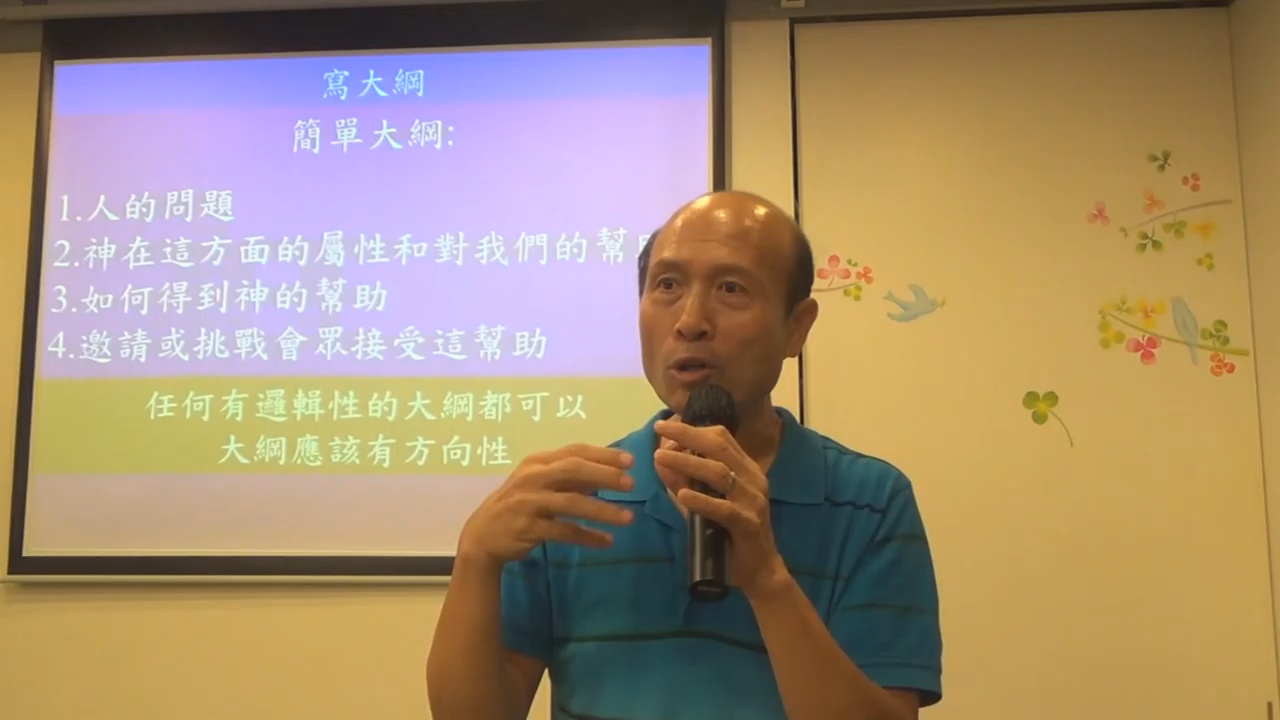 寫大綱
簡單大綱:
1.人的問題
2.神在這方面的屬性和對我們的幫
3.如何得到神的幫助
4.邀請或挑戰會眾接受這幫助
任何有邏輯性的大綱都可以
大綱應該有方向性